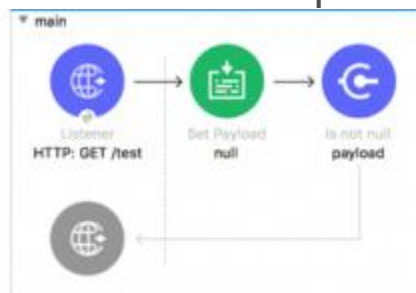 main
Listener
HTTP: GET /test
Set Payload
null
Is not null
payload